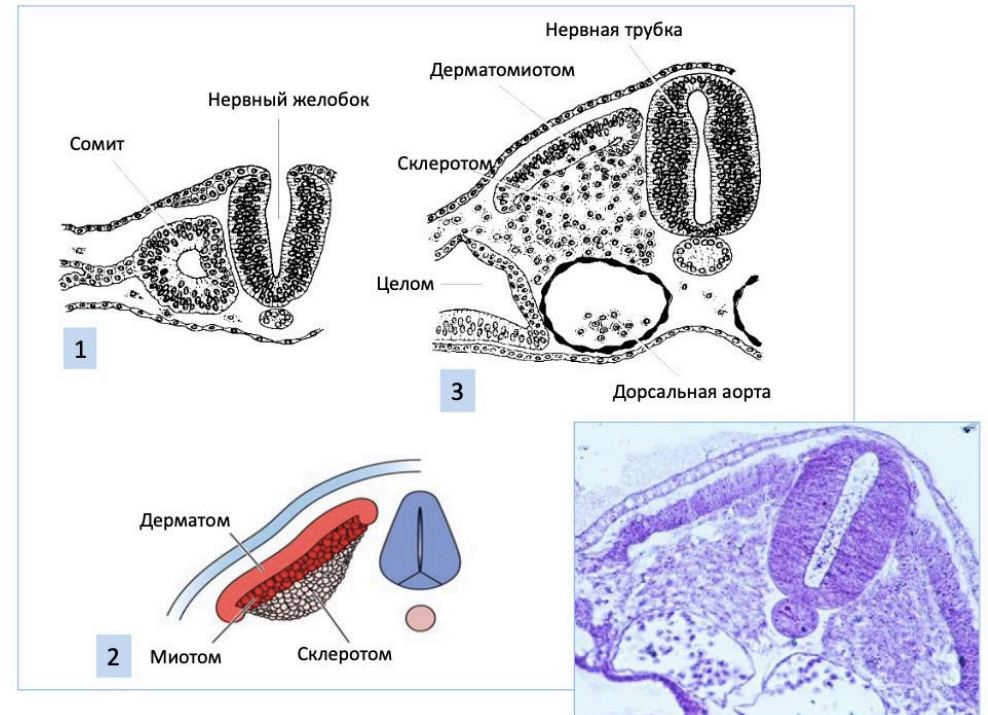 Нервная трубка
Дерматомиотом
Нервный желобок
Сомит
Склеротом
Целом
1
3
Дорсальная аорта
Дерматом
2
Миотом
Склеротом